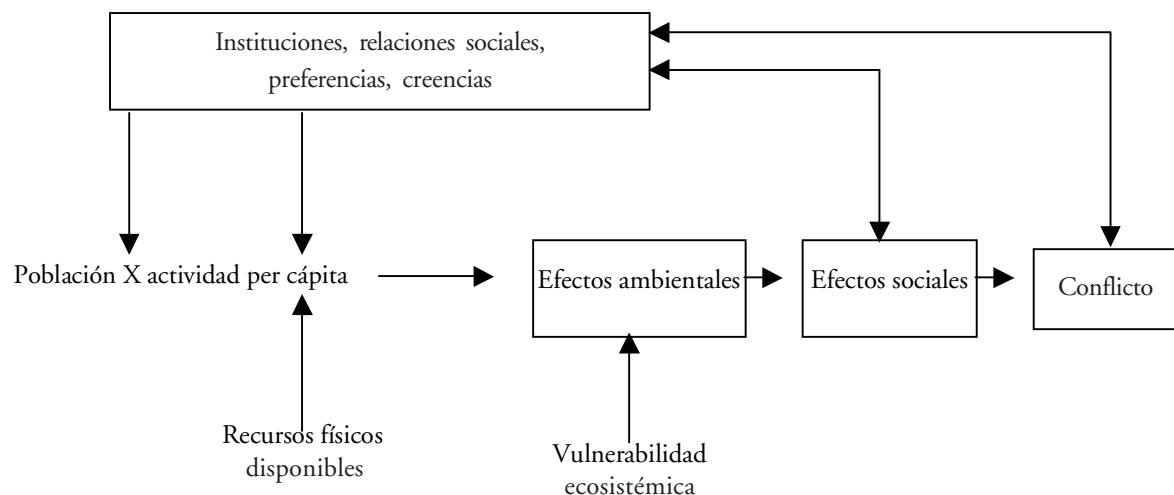 Instituciones, relaciones sociales,
preferencias, creencias
Población X actividad per cápita
Efectos ambientales
Efectos sociales
Conflicto
Recursos físicos
disponibles
Vulnerabilidad
ecosistémica